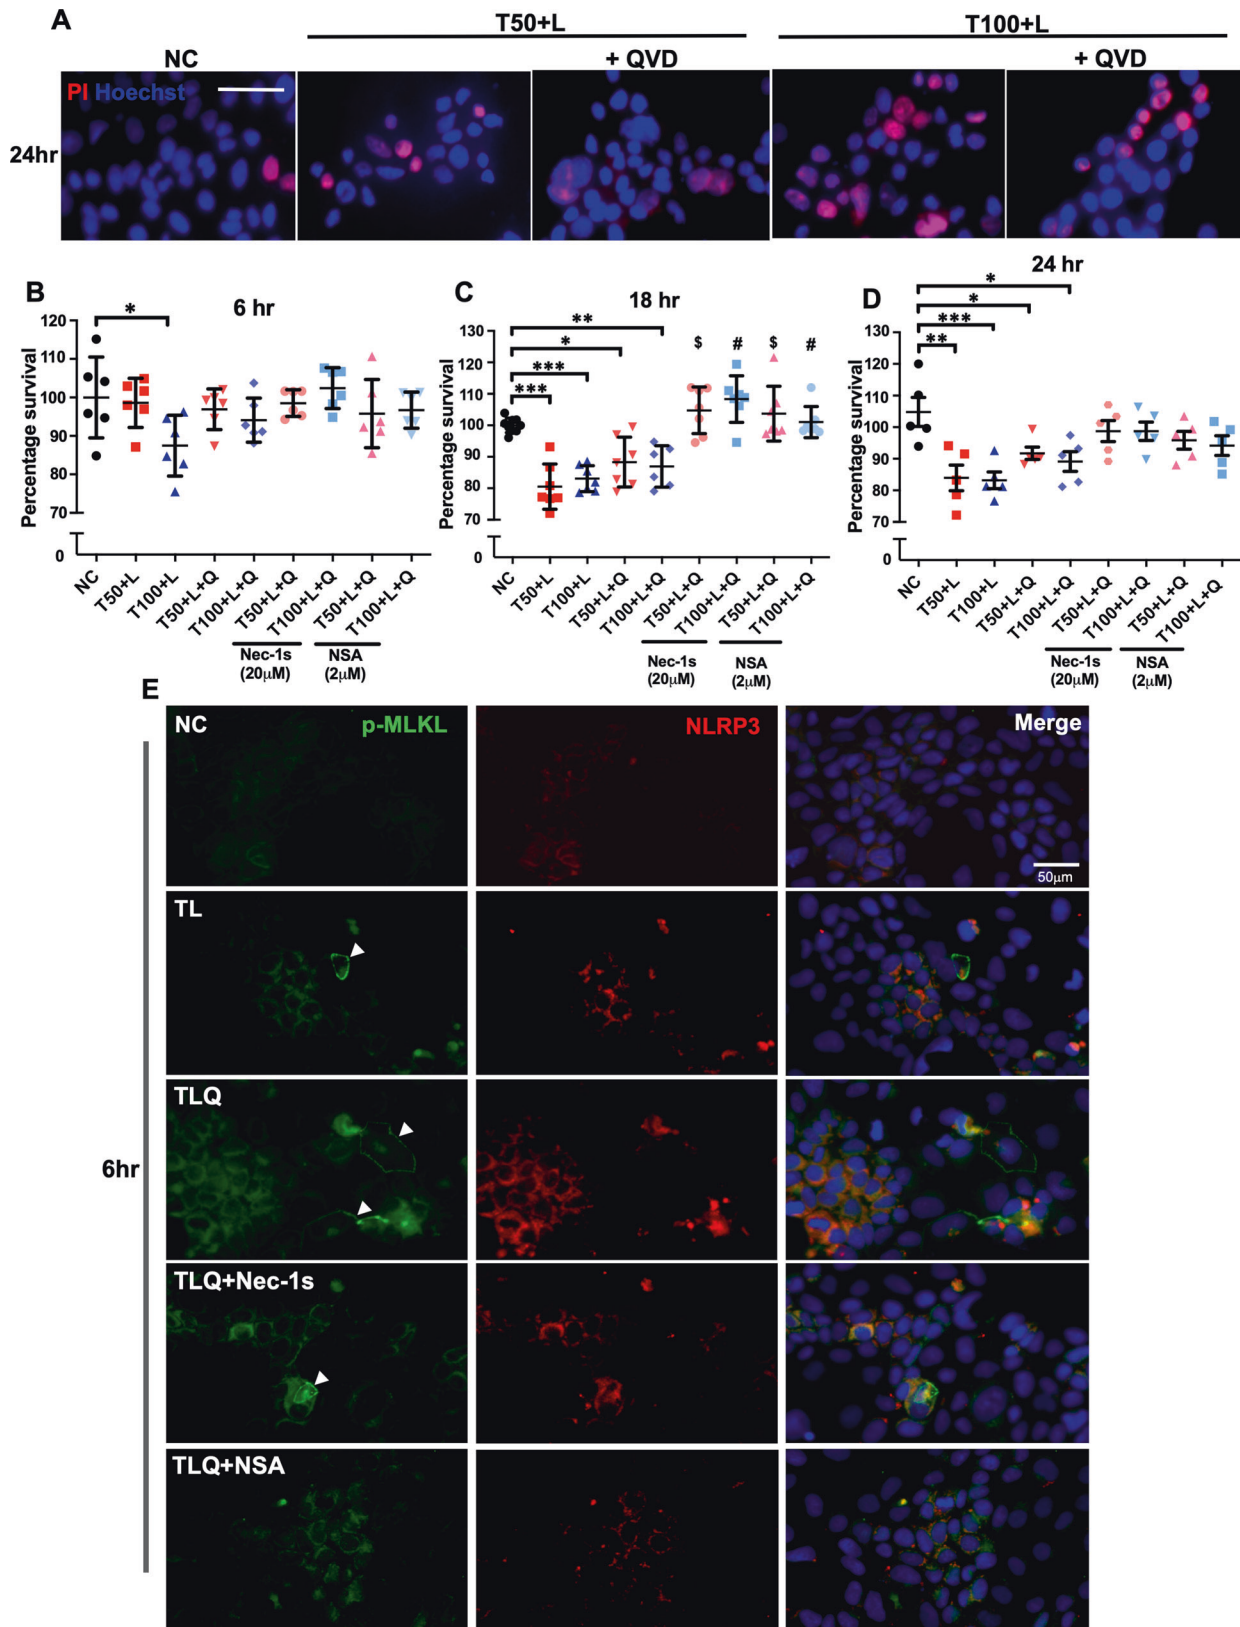 A
T50+L
T100+L
NC
+ QVD
+ QVD
PI Hoechst
24hr
B
6 hr
*
Percentage survival
120
110
100
90
80
70
0
NC
T50+L
T100+L
T50+L+Q
T100+L+Q
T50+L+Q
T100+L+Q
T50+L+Q
T100+L+Q
Nec-1s
(20µM)
NSA
(2µM)
C
18 hr
**
*
***
***
$
#
$
#
Percentage survival
130
120
110
100
90
80
70
0
NC
T50+L
T100+L
T50+L+Q
T100+L+Q
T50+L+Q
T100+L+Q
T50+L+Q
T100+L+Q
Nec-1s
(20µM)
NSA
(2µM)
D
24 hr
*
*
***
**
Percentage survival
130
120
110
100
90
80
70
0
NC
T50+L
T100+L
T50+L+Q
T100+L+Q
T50+L+Q
T100+L+Q
T50+L+Q
T100+L+Q
Nec-1s
(20µM)
NSA
(2µM)
E
NC
p-MLKL
NLRP3
Merge
50µm
TL
TLQ
6hr
TLQ+Nec-1s
TLQ+NSA